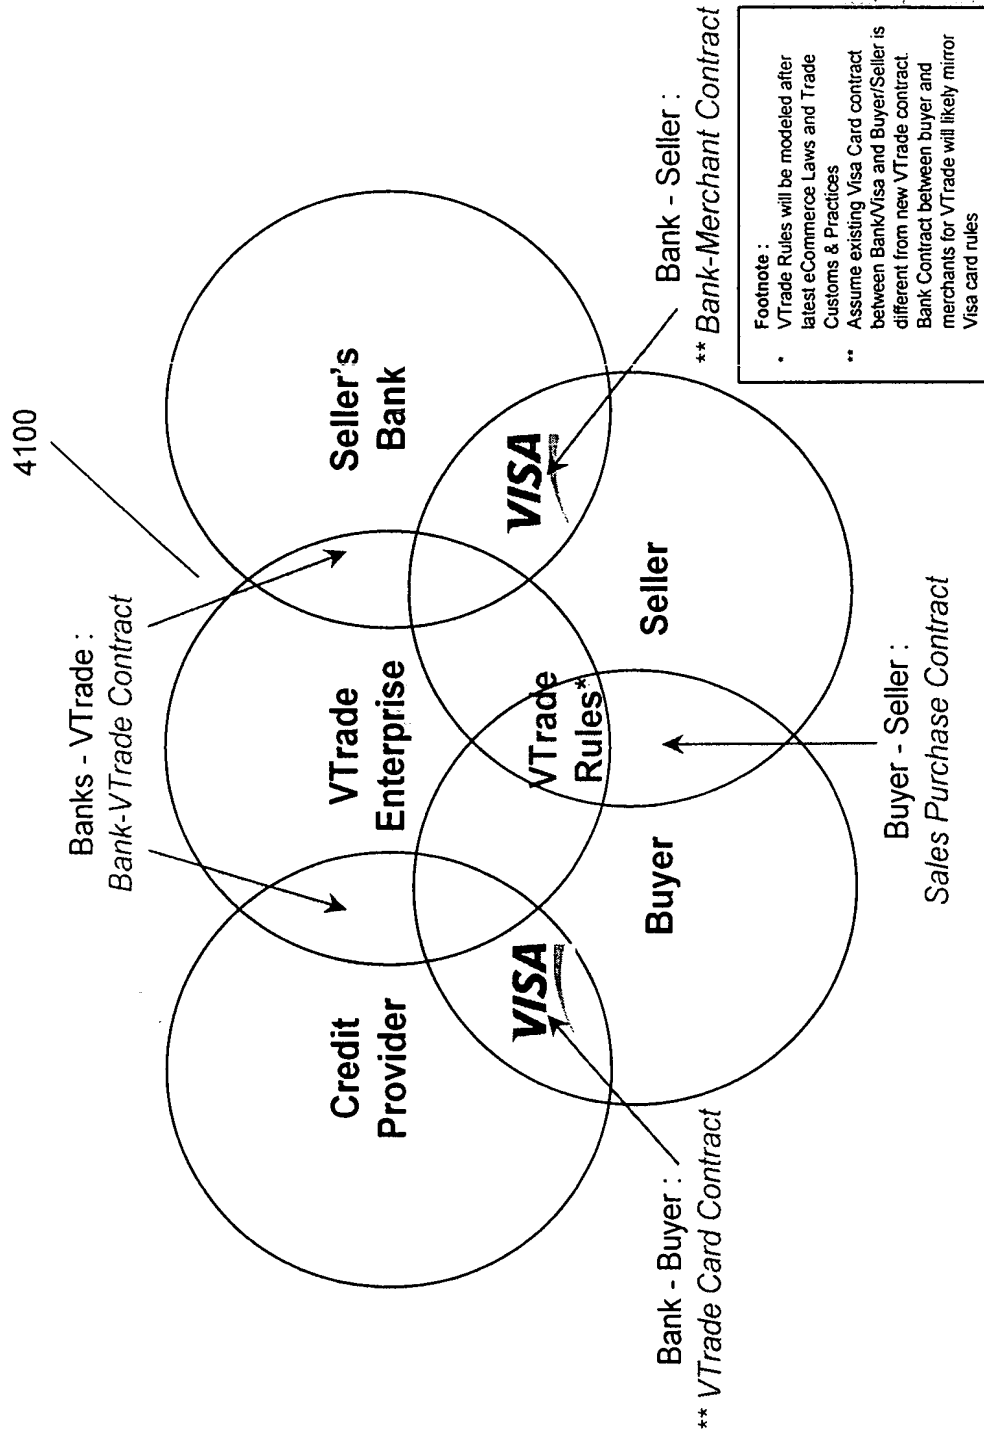 4100
Banks - VTrade :
Bank-VTrade Contract
Credit
Provider
VTrade
Enterprise
Seller's
Bank
VISA
VTrade
Rules*
VISA
Buyer
Seller
Bank - Buyer :
** VTrade Card Contract
Buyer - Seller :
Sales Purchase Contract
Bank - Seller :
** Bank-Merchant Contract
Footnote :
* VTrade Rules will be modeled after
latest eCommerce Laws and Trade
Customs & Practices
** Assume existing Visa Card contract
between Bank/Visa and Buyer/Seller is
different from new VTrade contract.
Bank Contract between buyer and
merchants for VTrade will likely mirror
Visa card rules